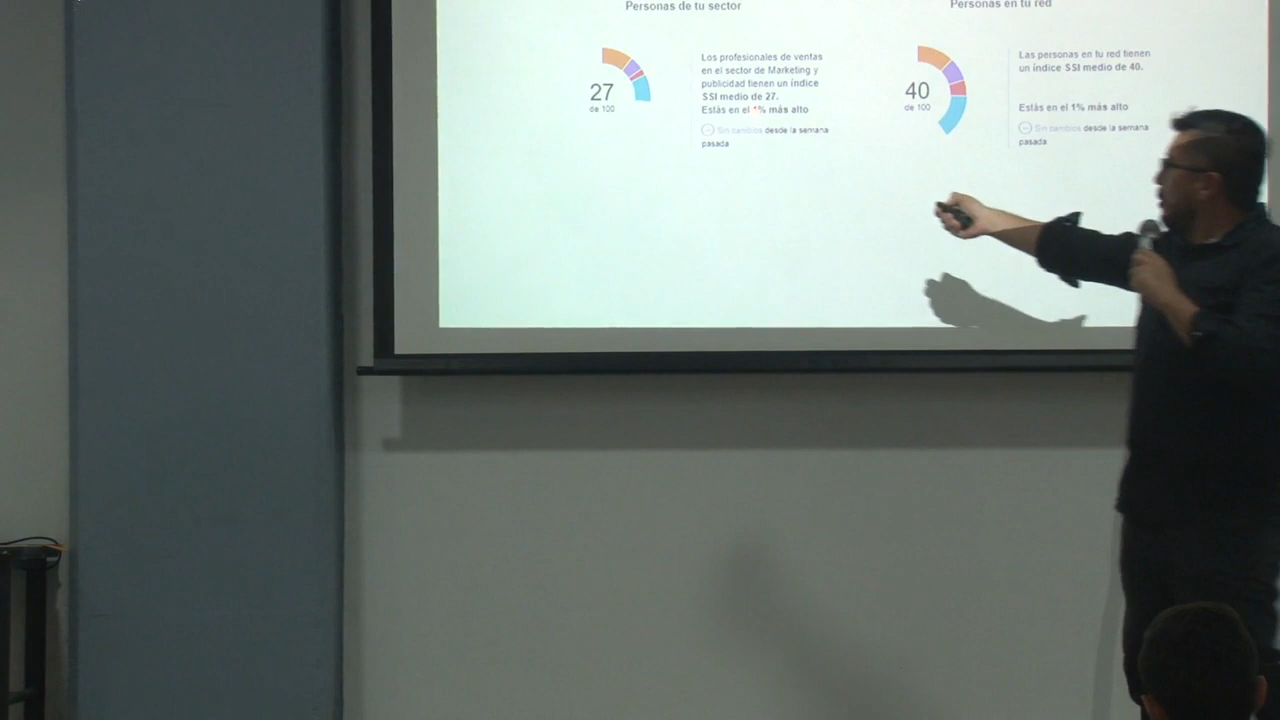 Personas de tu sector
27
de 100
Los profesionales de ventas
en el sector de Marketing y
publicidad tienen un índice
SSI medio de 27.
Estás en el 1% más alto
Sin cambios desde la semana
pasada
Personas en tu red
40
de 100
Las personas en tu red tienen
un índice SSI medio de 40.
Estás en el 1% más alto
Sin cambios desde la semana
pasada